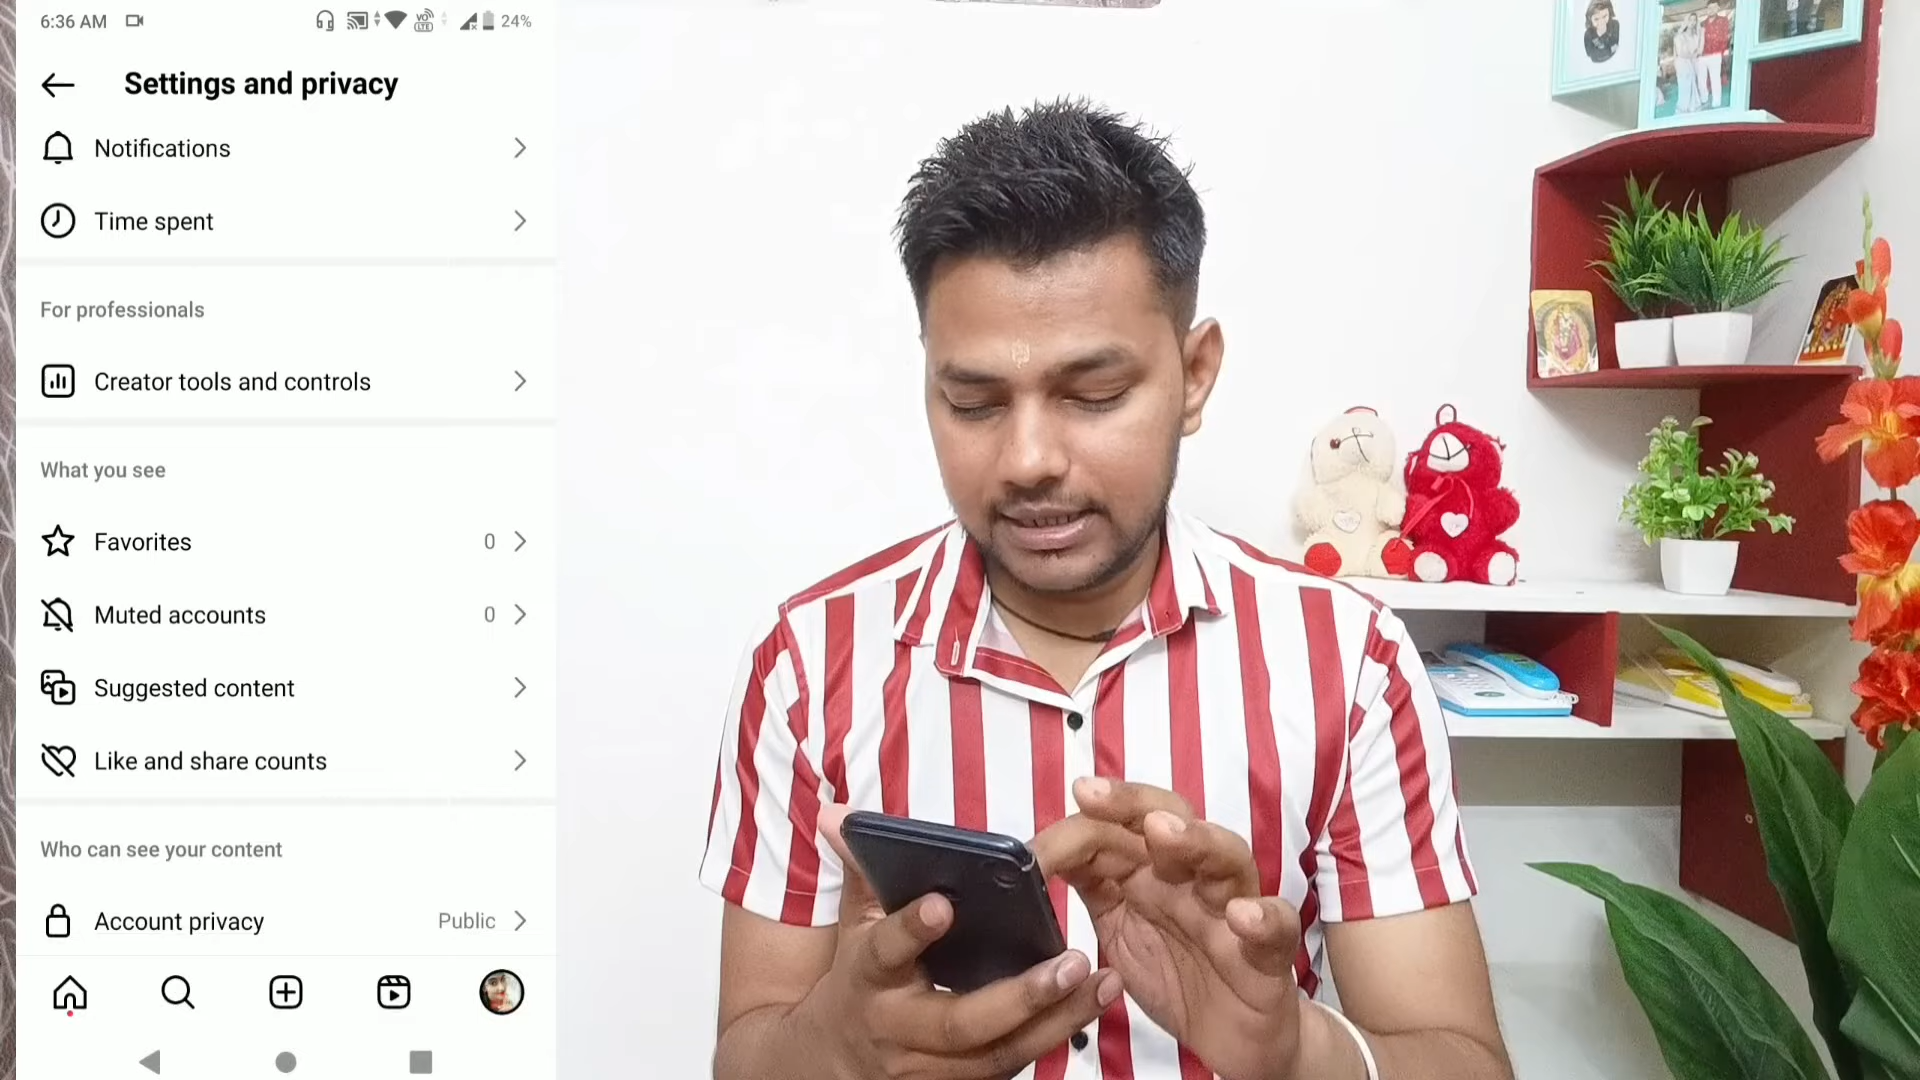 6:36 AM 24%
Settings and privacy
Notifications
Time spent
For professionals
Creator tools and controls
What you see
Favorites 0
Muted accounts 0
Suggested content
Like and share counts
Who can see your content
Account privacy Public